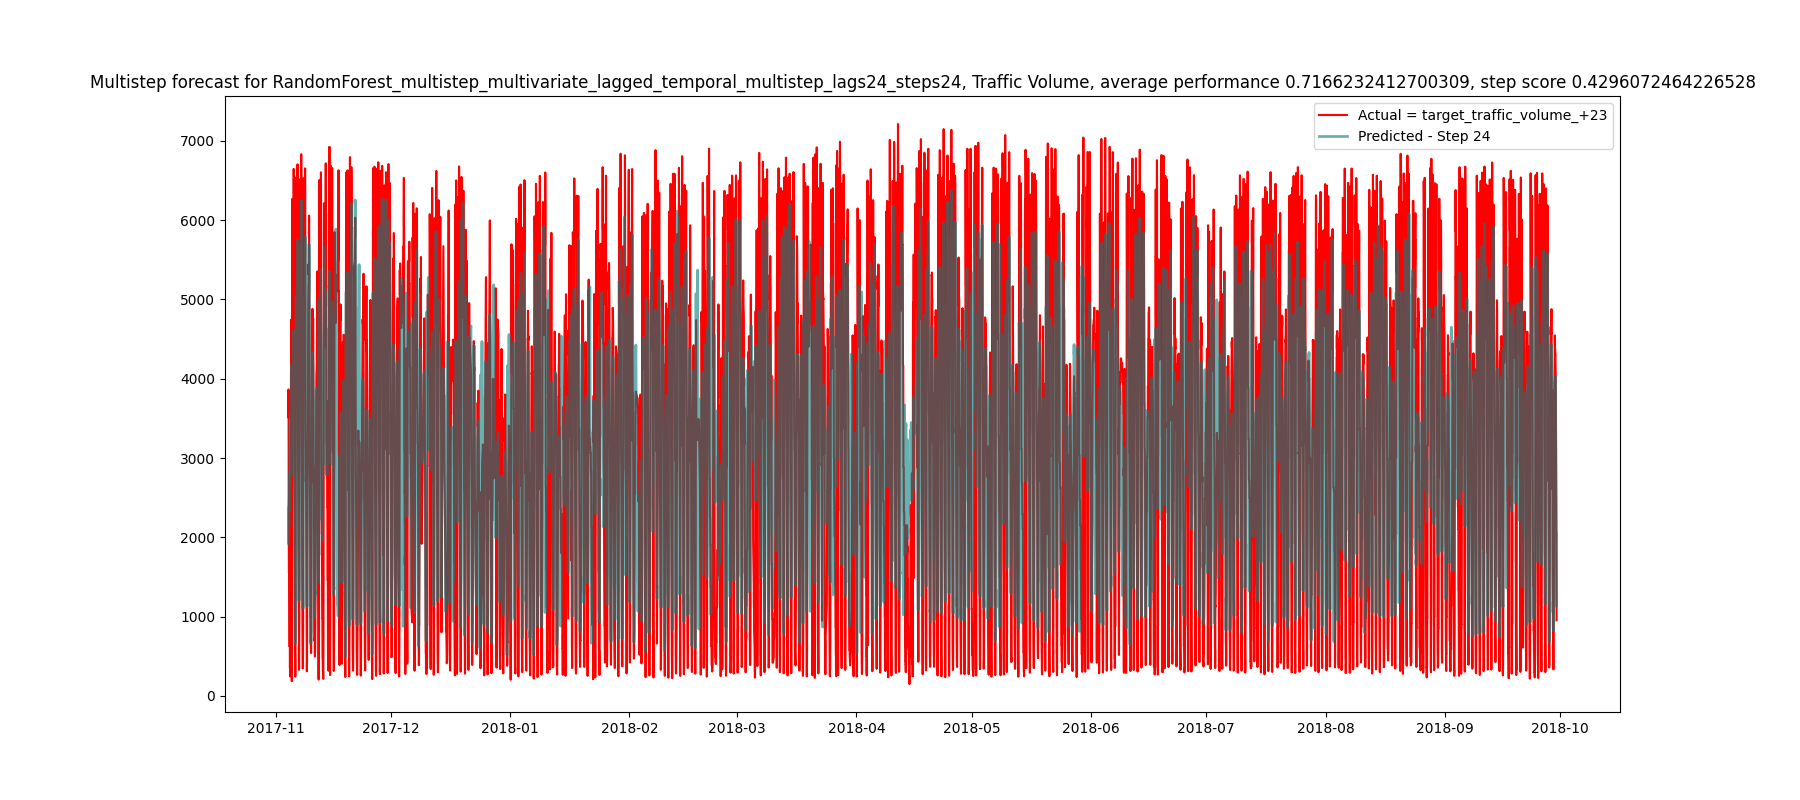 Multistep forecast for RandomForest_multistep_multivariate_lagged_temporal_multistep_lags24_steps24, Traffic Volume, average performance 0.7166232412700309, step score 0.4296072464226528
Actual = target_traffic_volume_+23
Predicted - Step 24
7000
6000
5000
4000
3000
2000
1000
0
2017-11 2017-12 2018-01 2018-02 2018-03 2018-04 2018-05 2018-06 2018-07 2018-08 2018-09 2018-10